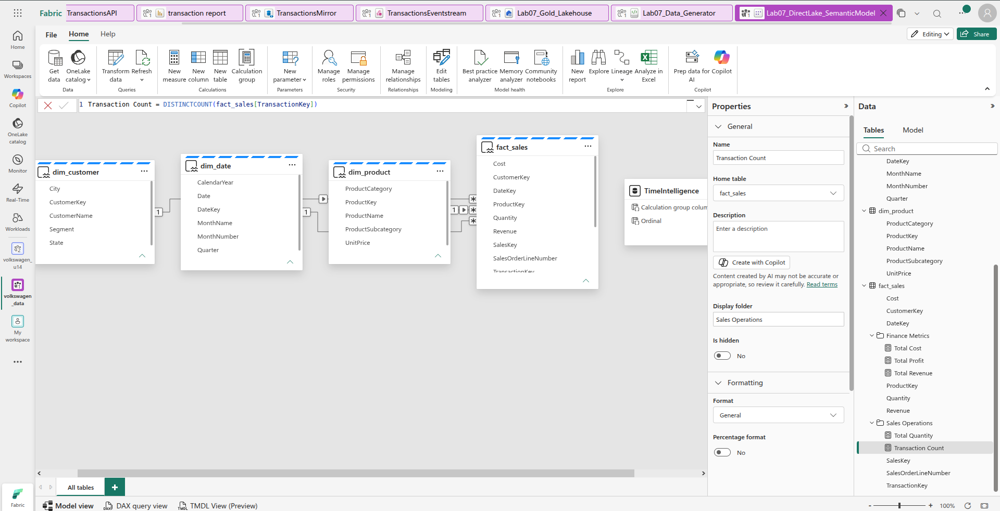 Fabric
TransactionsAPI
transaction report
TransactionsMirror
TransactionsEventstream
Lab07_Gold_Lakehouse
Lab07_Data_Generator
Lab07_DirectLake_SemanticModel
File
Home
Help
Editing
Share
Home
Workspaces
Copilot
OneLake
catalog
Monitor
Real-Time
Workloads
volkswagen_
u14
volkswagen
_data
My
workspace
Fabric
Get
data
OneLake
catalog
Data
Transform
data
Refresh
Queries
New
measure
New
column
New
table
Calculation
group
Calculations
New
parameter
Parameters
Manage
roles
Manage
permissions
Security
Manage
relationships
Relationships
Edit
tables
Modeling
Best practice
analyzer
Memory
analyzer
Community
notebooks
Model health
New
report
Explore
Lineage
Analyze in
Excel
Explore
Prep data for
AI
Copilot
Copilot
1 Transaction Count = DISTINCTCOUNT(fact_sales[TransactionKey])
dim_customer
City
CustomerKey
CustomerName
Segment
State
1
dim_date
CalendarYear
Date
DateKey
MonthName
MonthNumber
Quarter
1
dim_product
ProductCategory
ProductKey
ProductName
ProductSubcategory
UnitPrice
1
fact_sales
Cost
CustomerKey
DateKey
ProductKey
Quantity
Revenue
SalesKey
SalesOrderLineNumber
TransactionKey
TimeIntelligence
Calculation group colum
Ordinal
All tables
Model view
DAX query view
TMDL View (Preview)
Properties
General
Name
Transaction Count
Home table
fact_sales
Description
Enter a description
Create with Copilot
Content created by AI may not be accurate or
appropriate, so review it carefully. Read terms
Display folder
Sales Operations
Is hidden
No
Formatting
Format
General
Percentage format
No
Data
Tables
Model
Search
DateKey
MonthName
MonthNumber
Quarter
dim_product
ProductCategory
ProductKey
ProductName
ProductSubcategory
UnitPrice
fact_sales
Cost
CustomerKey
DateKey
Finance Metrics
Total Cost
Total Profit
Total Revenue
ProductKey
Quantity
Revenue
Sales Operations
Total Quantity
Transaction Count
SalesKey
SalesOrderLineNumber
TransactionKey
- + 100%